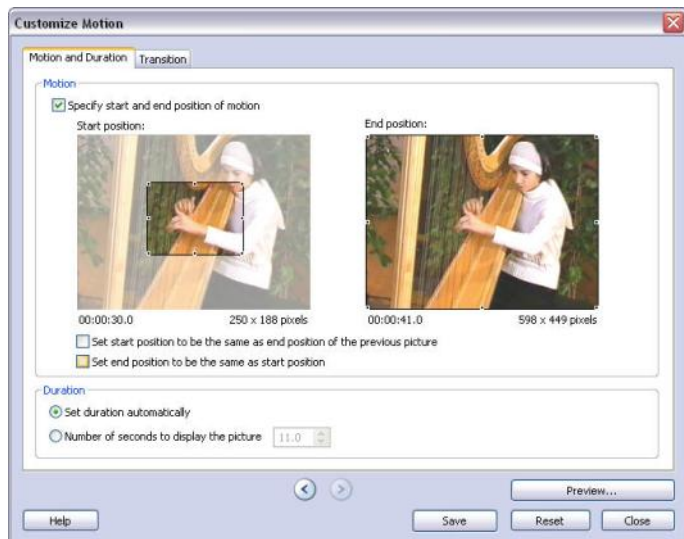 Customize Motion
Motion and Duration
Transition
Motion
Specify start and end position of motion
Start position:
End position:
00:00:30.0
250 x 188 pixels
00:00:41.0
598 x 449 pixels
Set start position to be the same as end position of the previous picture
Set end position to be the same as start position
Duration
Set duration automatically
Number of seconds to display the picture
11.0
Preview...
Help
Save
Reset
Close